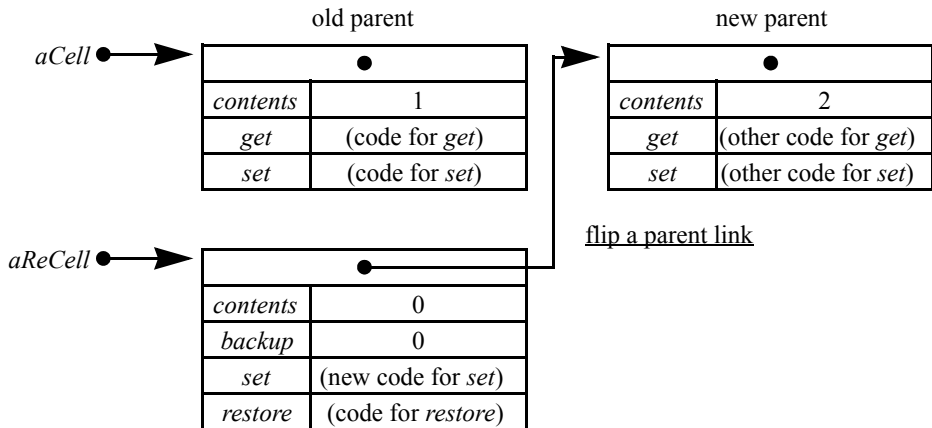 old parent
new parent
aCell
contents 1
get (code for get)
set (code for set)
contents 2
get (other code for get)
set (other code for set)
flip a parent link
aReCell
contents 0
backup 0
set (new code for set)
restore (code for restore)